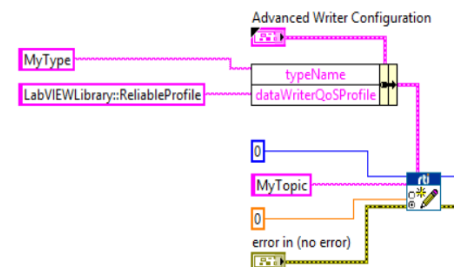 Advanced Writer Configuration
MyType
typeName
LabVIEWLibrary::ReliableProfile
dataWriterQoSProfile
0
rti
MyTopic
0
error in (no error)